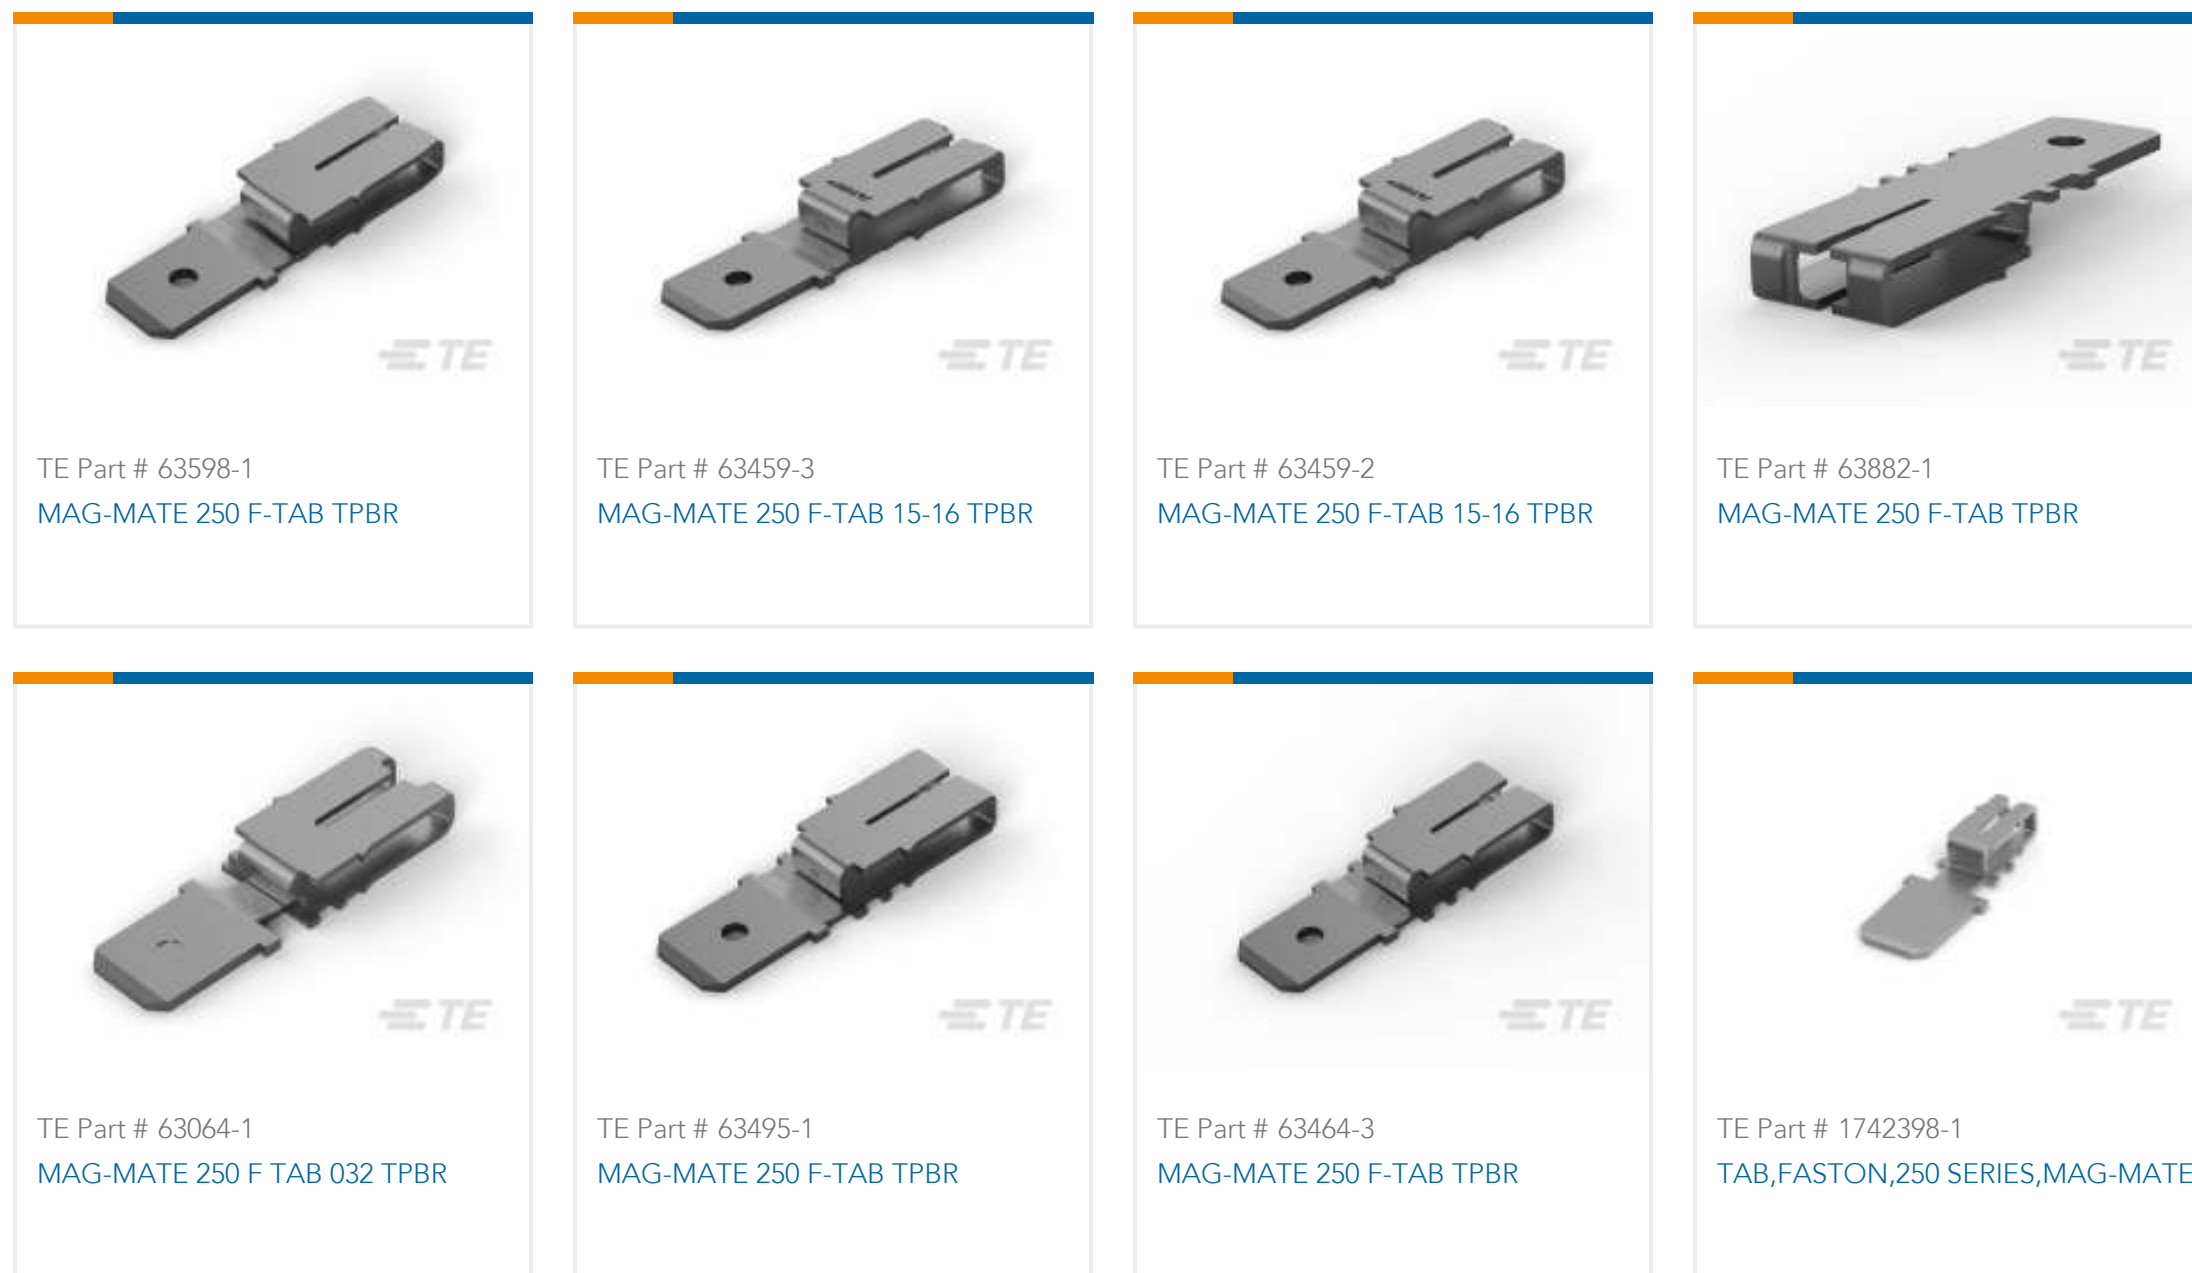 TE
TE
TE
TE
TE Part # 63598-1
MAG-MATE 250 F-TAB TPBR
TE Part # 63459-3
MAG-MATE 250 F-TAB 15-16 TPBR
TE Part # 63459-2
MAG-MATE 250 F-TAB 15-16 TPBR
TE Part # 63882-1
MAG-MATE 250 F-TAB TPBR
TE
TE
TE
TE
TE Part # 63064-1
MAG-MATE 250 F TAB 032 TPBR
TE Part # 63495-1
MAG-MATE 250 F-TAB TPBR
TE Part # 63464-3
MAG-MATE 250 F-TAB TPBR
TE Part # 1742398-1
TAB,FASTON,250 SERIES,MAG-MATE